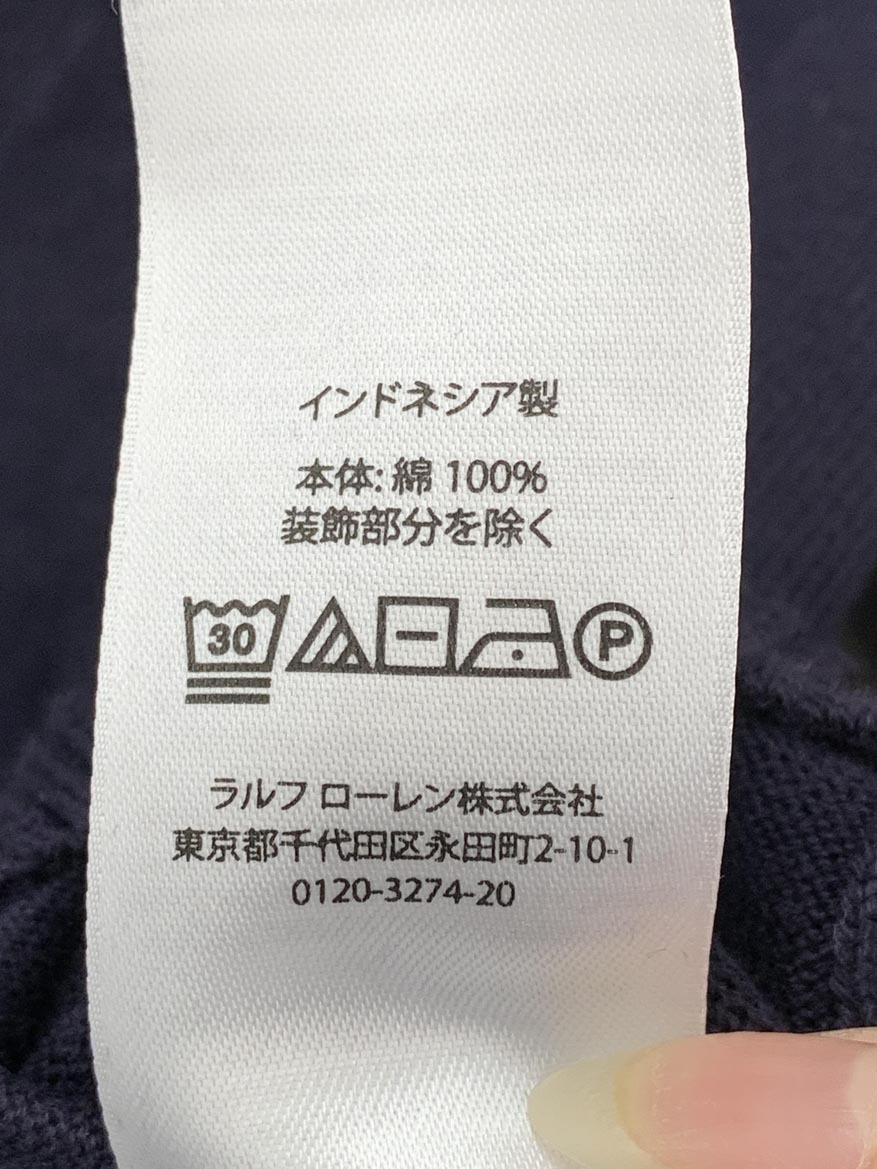 インドネシア製
本体: 綿 100%
装飾部分を除く
30 P
ラルフ ローレン株式会社
東京都千代田区永田町2-10-1
0120-3274-20